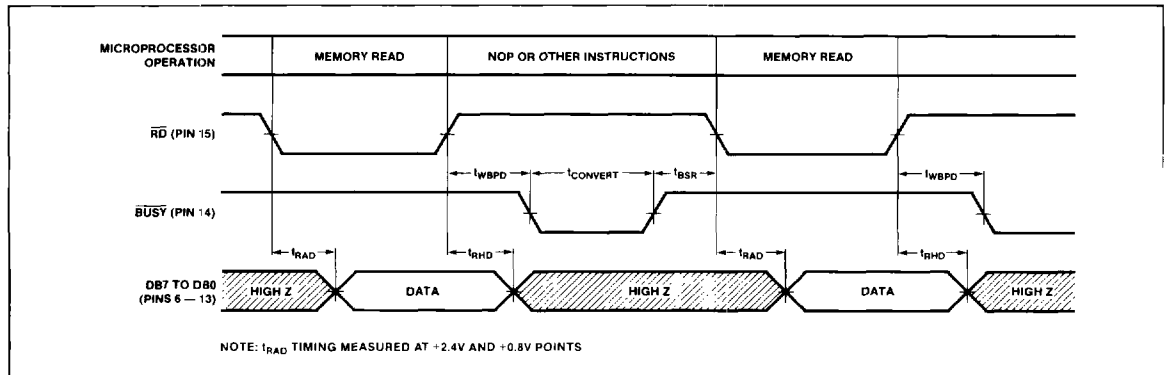 MICROPROCESSOR
OPERATION
MEMORY READ
NOP OR OTHER INSTRUCTIONS
MEMORY READ
RD (PIN 15)
tWBPD
tCONVERT
tBSR
tWBPD
BUSY (PIN 14)
tRAD
tRHD
tRAD
tRHD
DB7 TO DB0
(PINS 6 — 13)
HIGH Z
DATA
HIGH Z
DATA
HIGH Z
NOTE: tRAD TIMING MEASURED AT +2.4V AND +0.8V POINTS